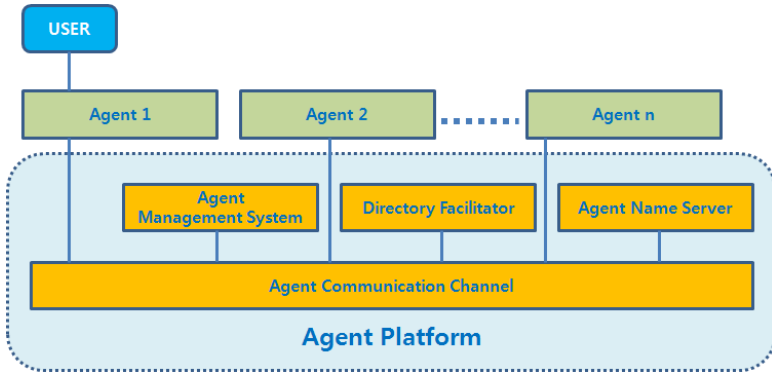 USER
Agent 1
Agent 2
Agent n
Agent
Management System
Directory Facilitator
Agent Name Server
Agent Communication Channel
Agent Platform